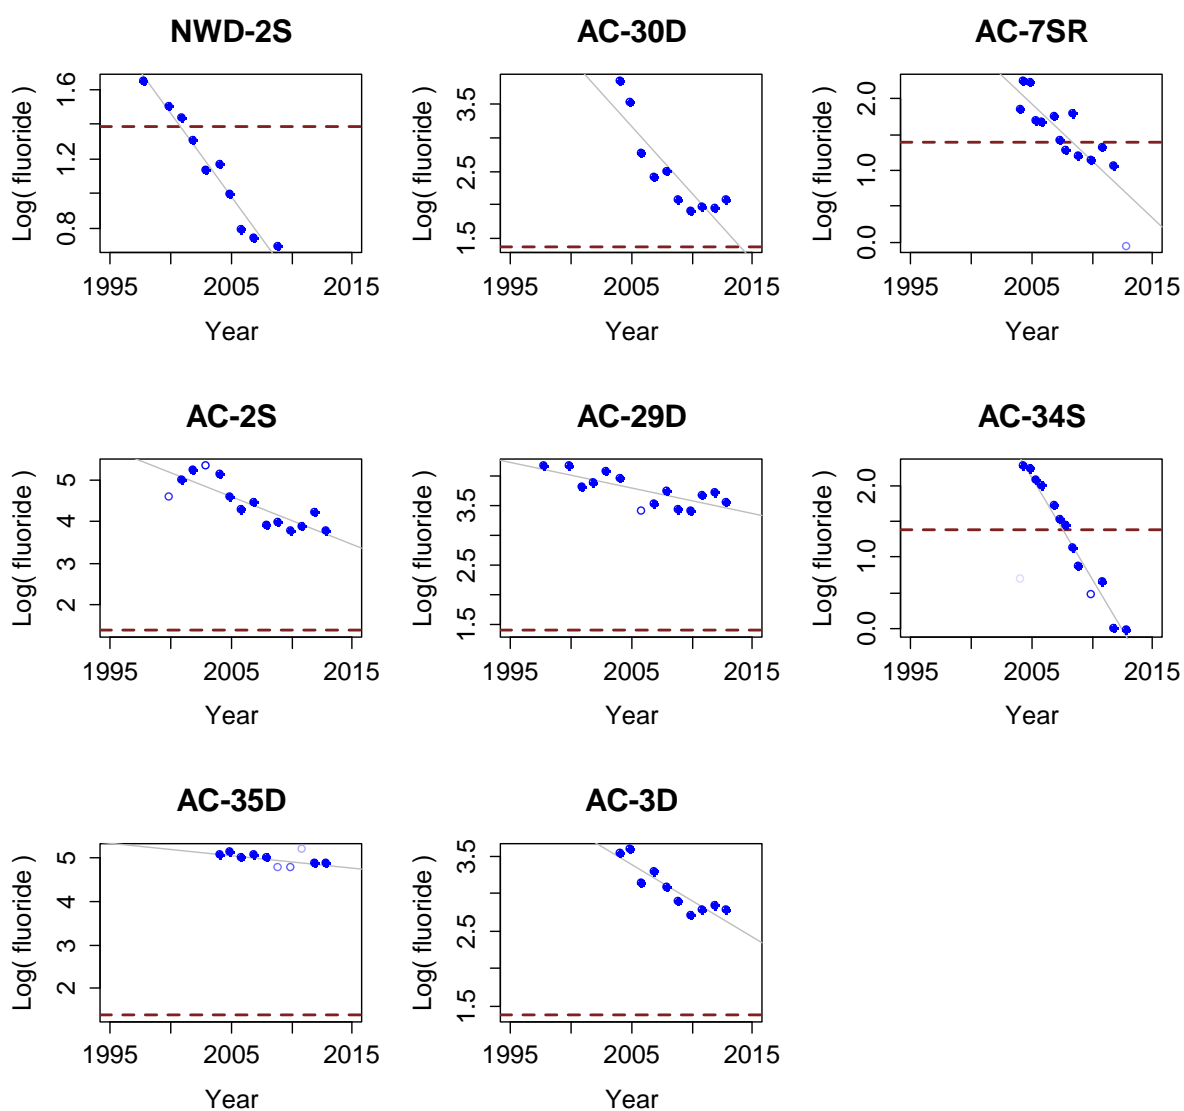 NWD-2S
Log( fluoride )
0.8 1.2 1.6
1995 2005 2015
Year
AC-30D
Log( fluoride )
1.5 2.5 3.5
1995 2005 2015
Year
AC-7SR
Log( fluoride )
0.0 1.0 2.0
1995 2005 2015
Year
AC-2S
Log( fluoride )
2 3 4 5
1995 2005 2015
Year
AC-29D
Log( fluoride )
1.5 2.5 3.5
1995 2005 2015
Year
AC-34S
Log( fluoride )
0.0 1.0 2.0
1995 2005 2015
Year
AC-35D
Log( fluoride )
2 3 4 5
1995 2005 2015
Year
AC-3D
Log( fluoride )
1.5 2.5 3.5
1995 2005 2015
Year